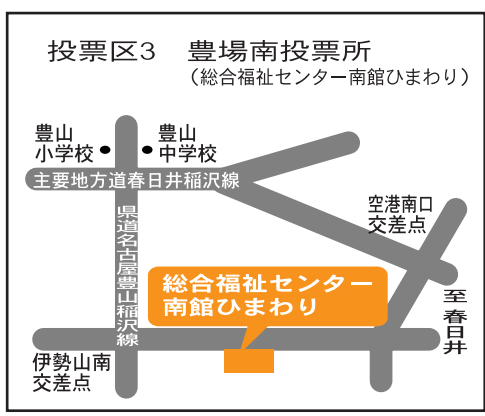 投票区3　豊場南投票所
（総合福祉センター南館ひまわり）
豊山
小学校
豊山
中学校
主要地方道春日井稲沢線
空港南口
交差点
県道名古屋豊山稲沢線
総合福祉センター
南館ひまわり
至春日井
伊勢山南
交差点